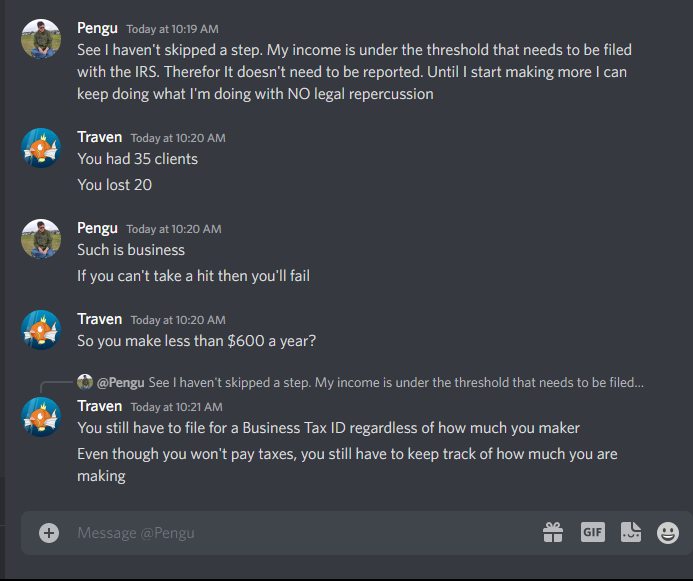 Pengu Today at 10:19 AM
See I haven't skipped a step. My income is under the threshold that needs to be filed
with the IRS. Therefor It doesn't need to be reported. Until I start making more I can
keep doing what I'm doing with NO legal repercussion
Traven Today at 10:20 AM
You had 35 clients
You lost 20
Pengu Today at 10:20 AM
Such is business
If you can't take a hit then you'll fail
Traven Today at 10:20 AM
So you make less than $600 a year?
@Pengu See I haven't skipped a step. My income is under the threshold that needs to be filed...
Traven Today at 10:21 AM
You still have to file for a Business Tax ID regardless of how much you maker
Even though you won't pay taxes, you still have to keep track of how much you are
making
Message @Pengu
GIF